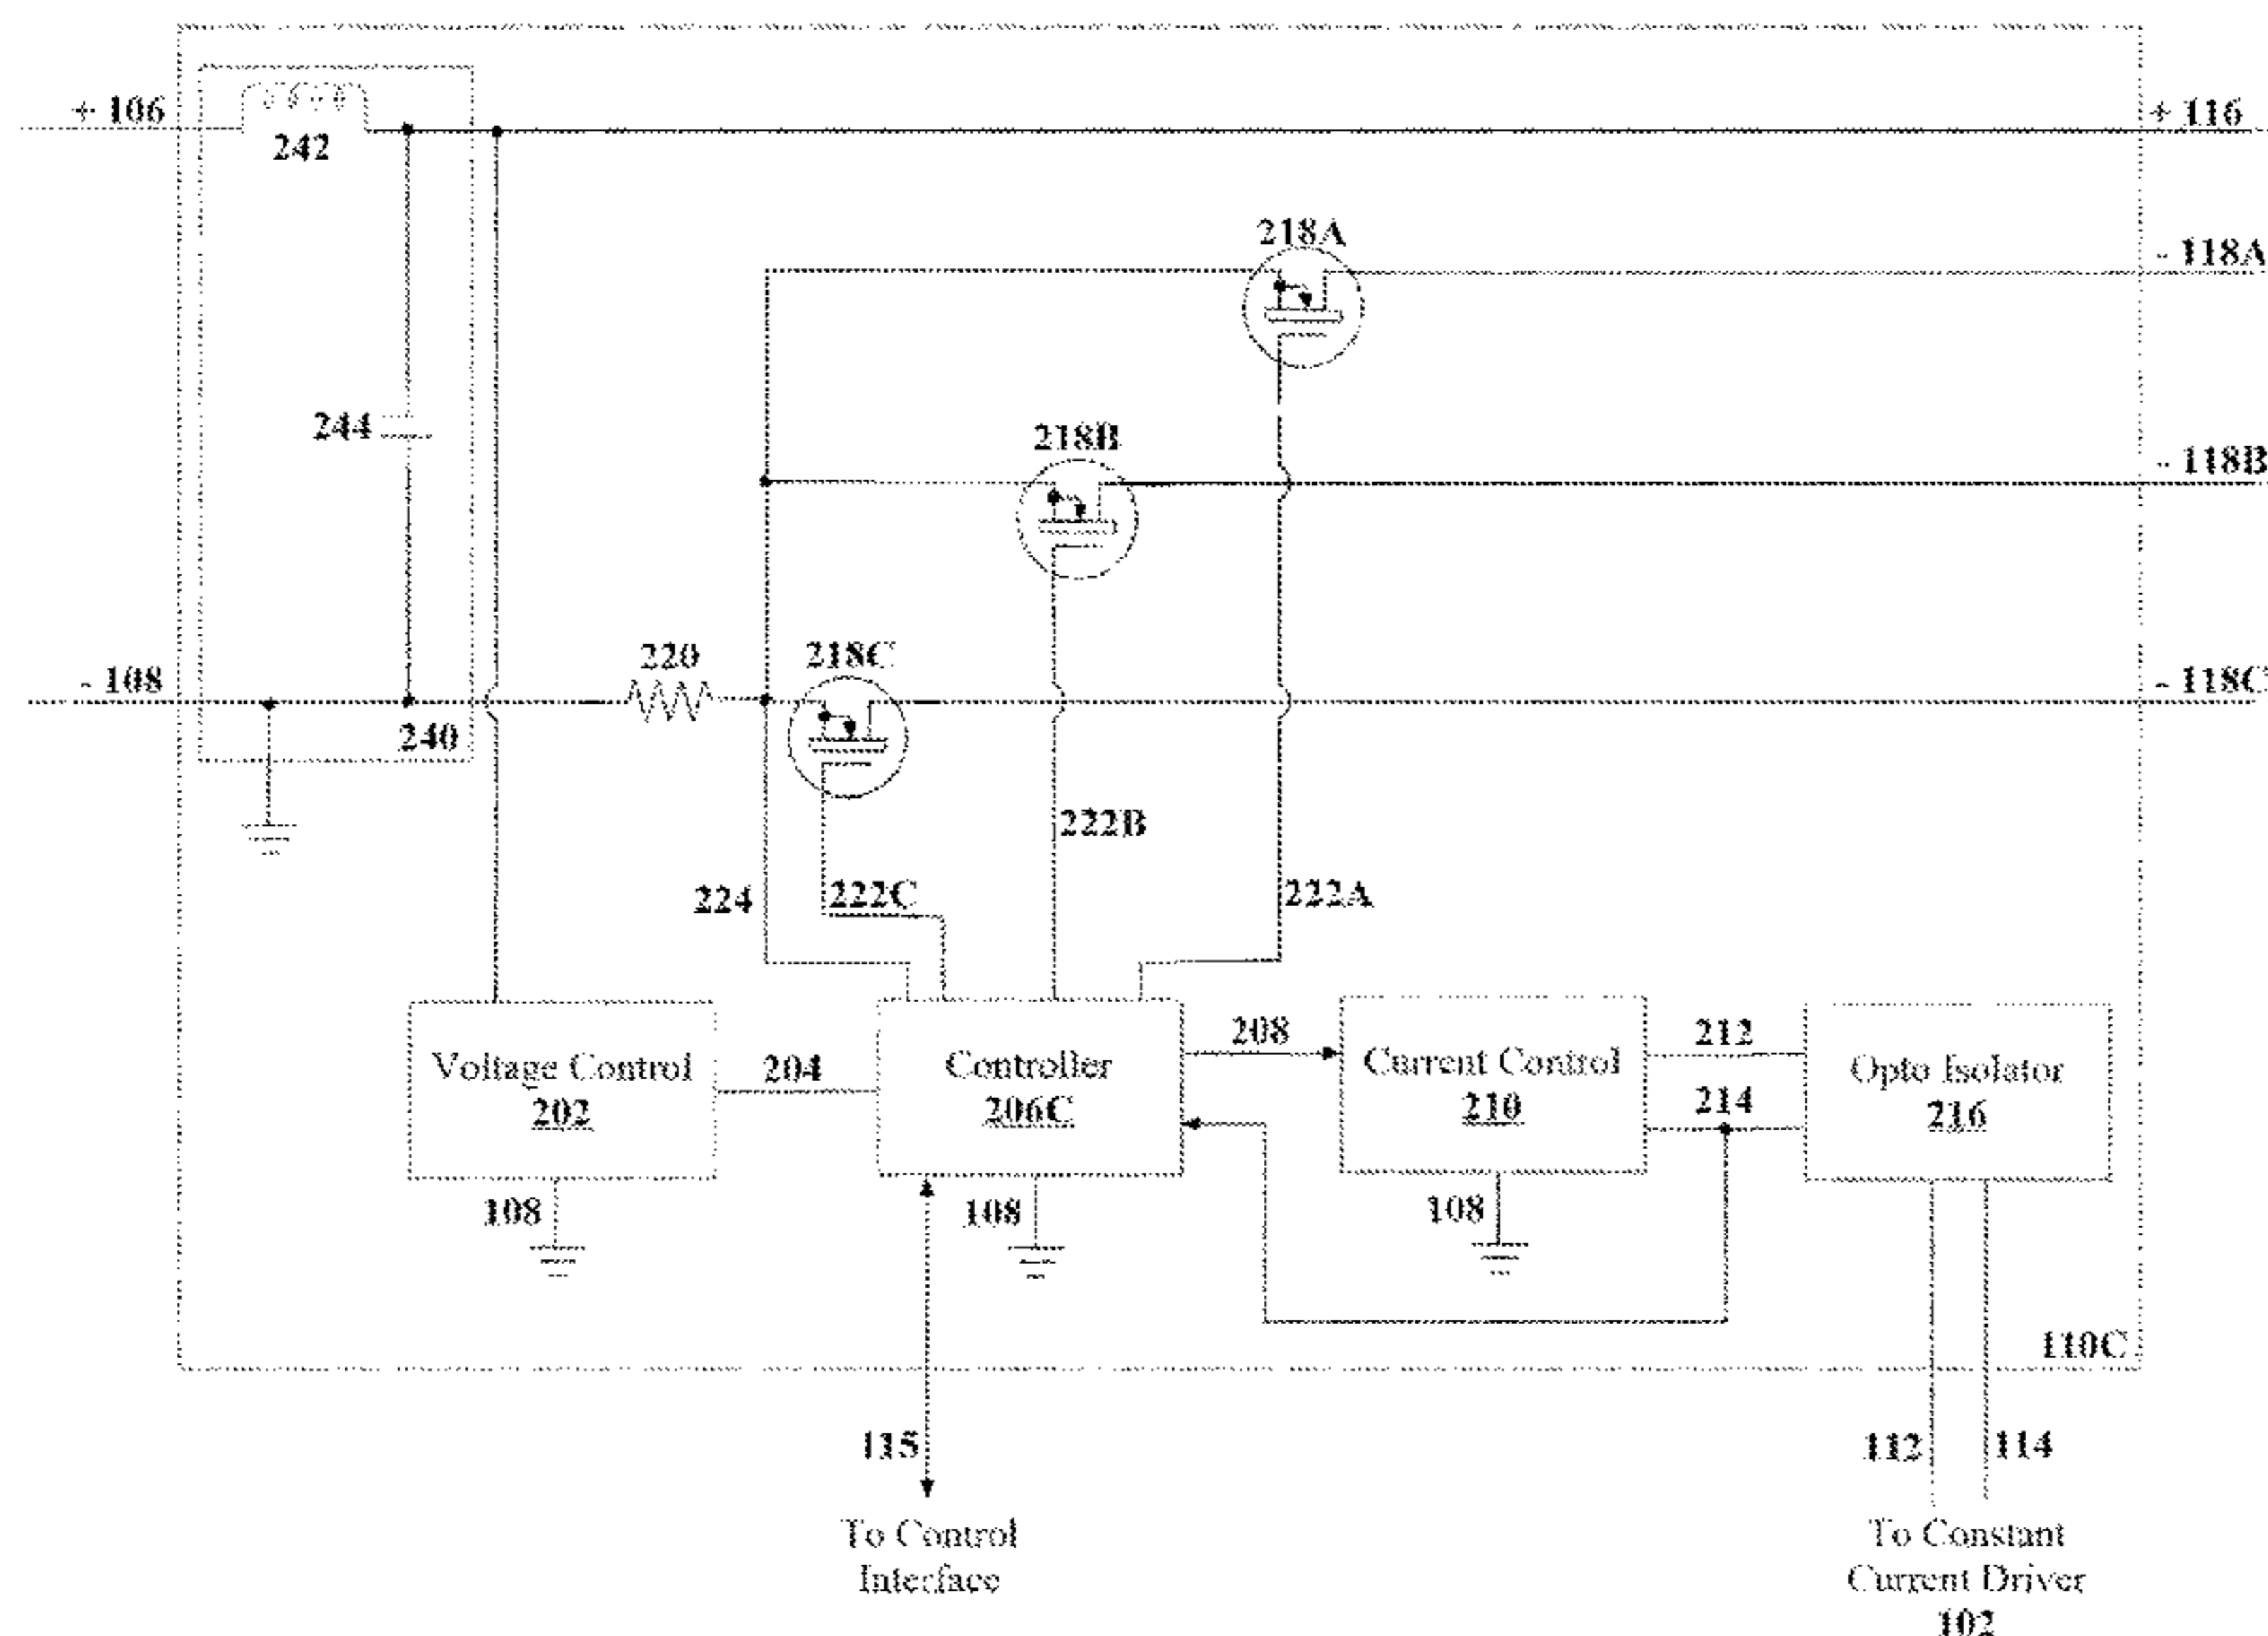 + 106
+ 116
242
218A
- 118A
244
218B
- 118B
220
218C
- 108
- 118C
240
222B
224
222C
222A
208
212
Voltage Control
204
Controller
Current Control
Opto Isolator
202
206C
210
214
216
108
108
108
110C
115
112
114
To Control
Interface
To Constant
Current Driver
102